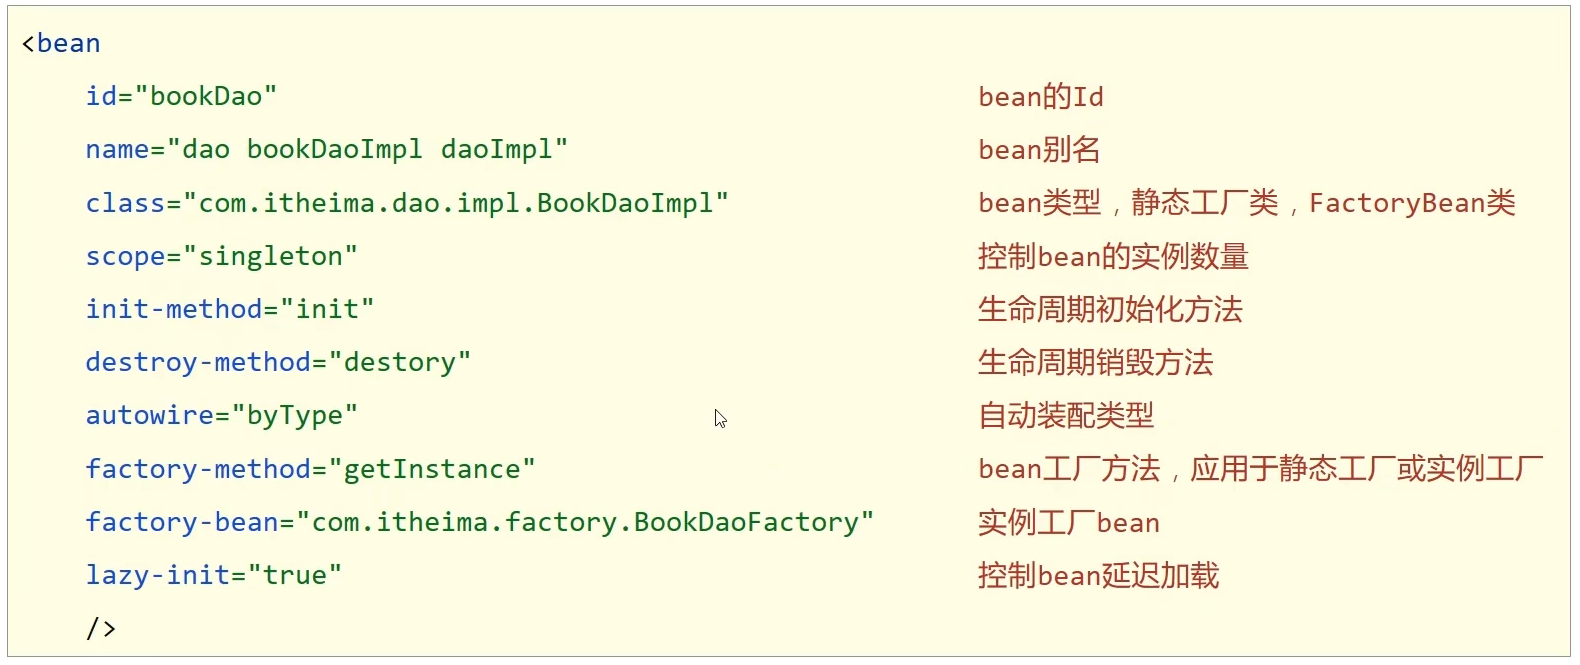 <bean
id="bookDao" bean的Id
name="dao bookDaoImpl daoImpl" bean别名
class="com.itheima.dao.impl.BookDaoImpl" bean类型，静态工厂类，FactoryBean类
scope="singleton" 控制bean的实例数量
init-method="init" 生命周期初始化方法
destroy-method="destory" 生命周期销毁方法
autowire="byType" 自动装配类型
factory-method="getInstance" bean工厂方法，应用于静态工厂或实例工厂
factory-bean="com.itheima.factory.BookDaoFactory" 实例工厂bean
lazy-init="true" 控制bean延迟加载
/>